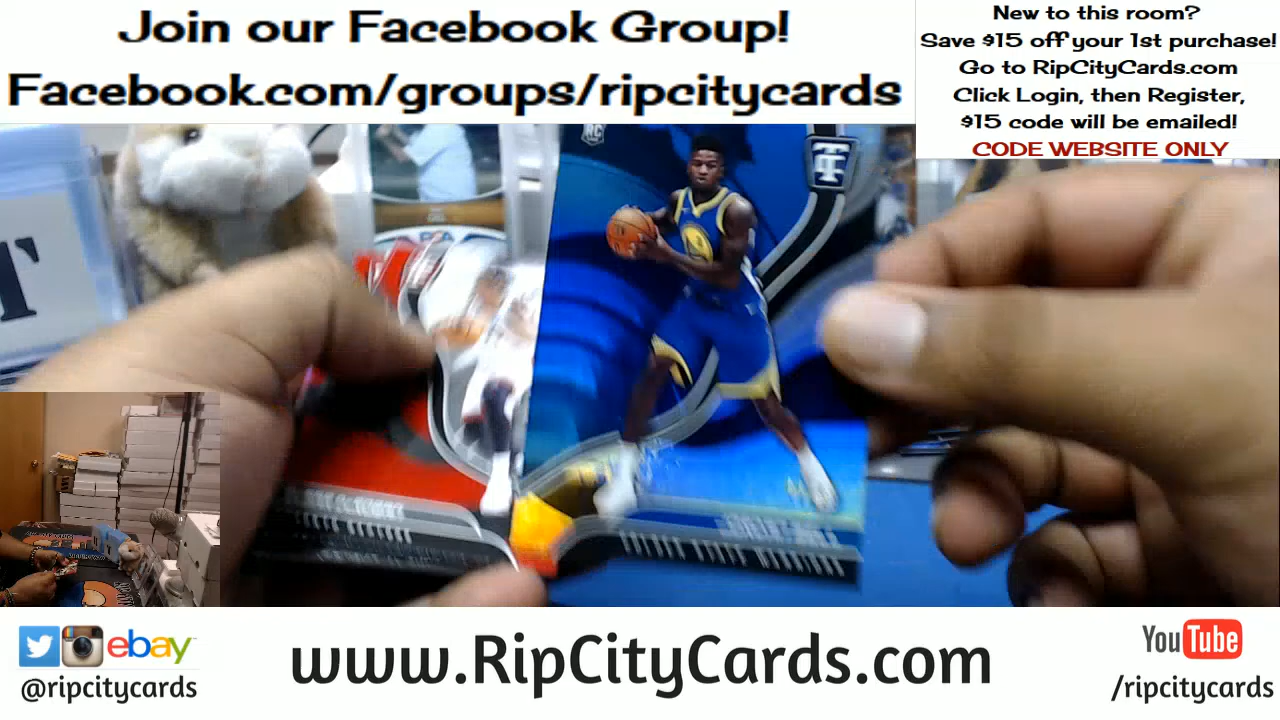 Join our Facebook Group!
Facebook.com/groups/ripcitycards
New to this room?
Save $15 off your 1st purchase!
Go to RipCityCards.com
Click Login, then Register,
$15 code will be emailed!
CODE WEBSITE ONLY
RC
T
ebay
@ripcitycards
www.RipCityCards.com
YouTube
/ripcitycards